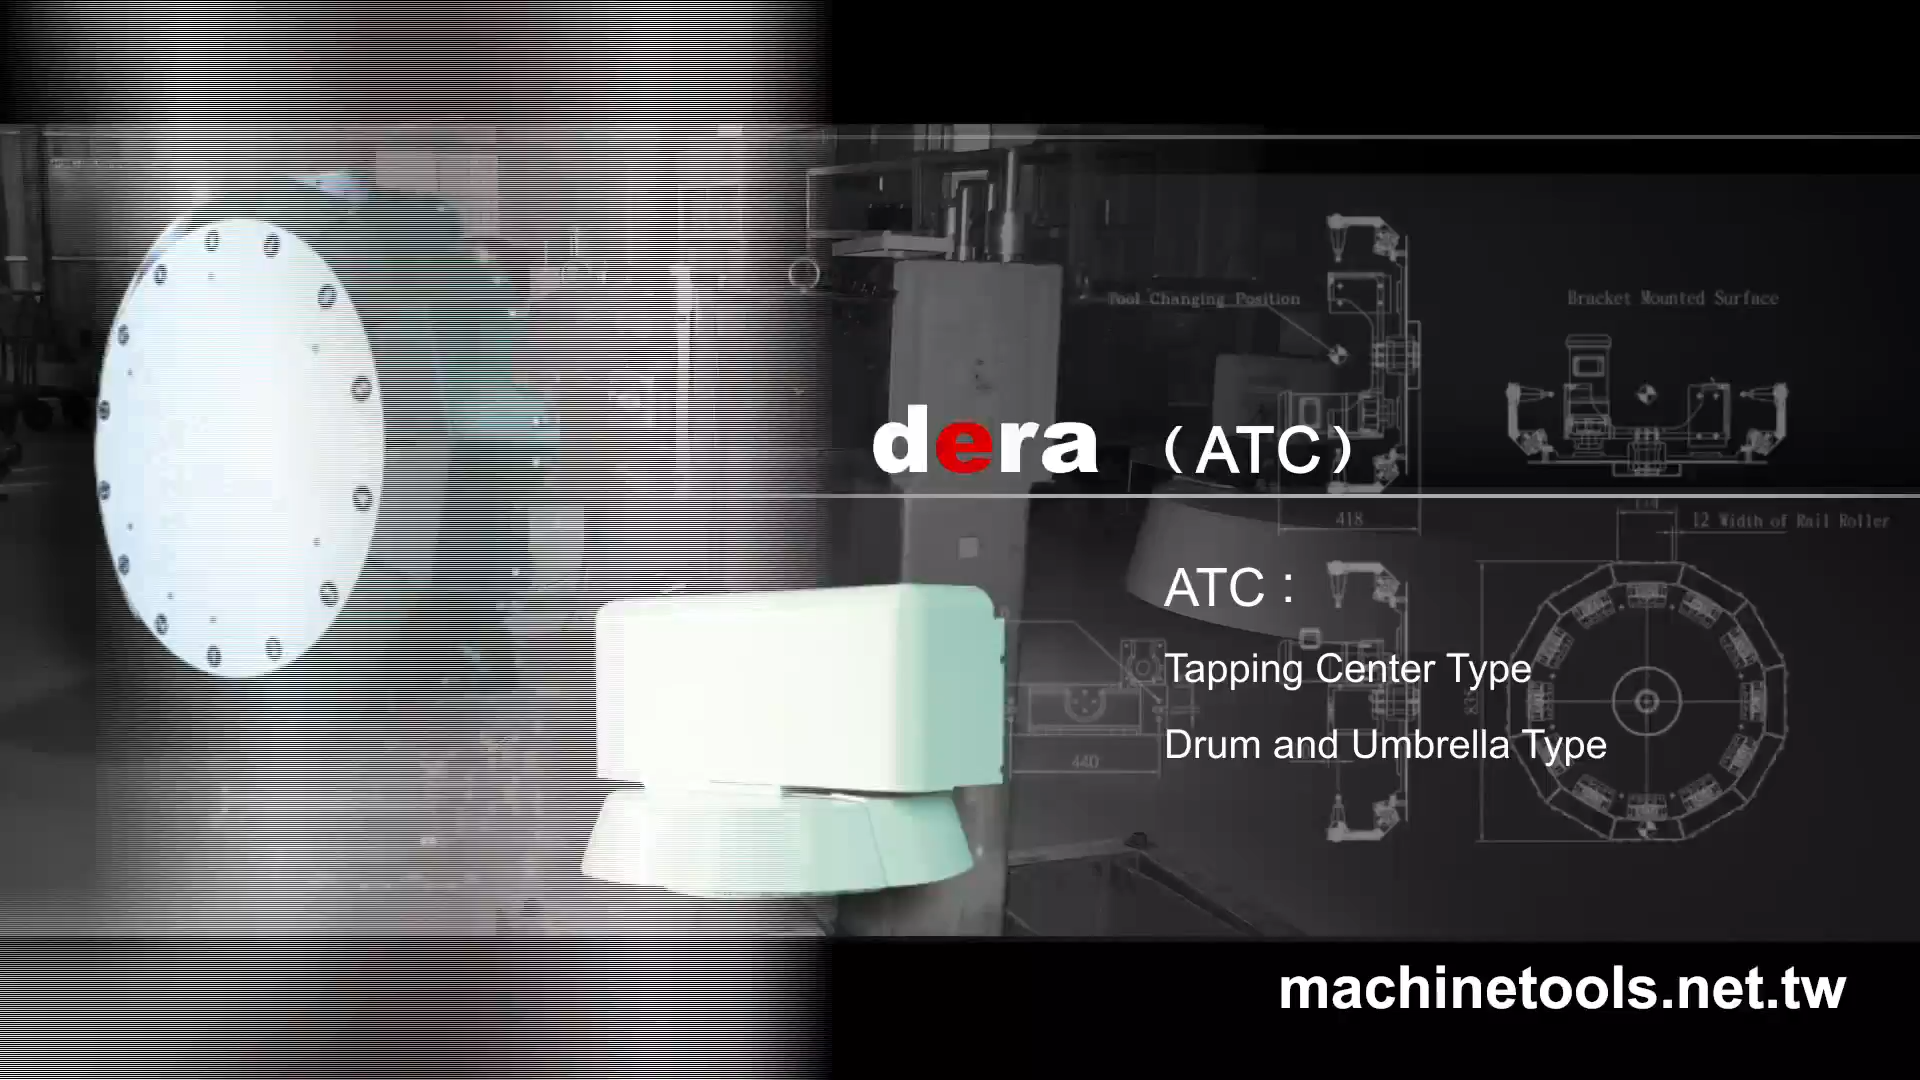 Tool Changing Position
Bracket Mounted Surface
dera （ATC）
418
12 Width of Rail Roller
ATC：
Tapping Center Type
Drum and Umbrella Type
440
machinetools.net.tw